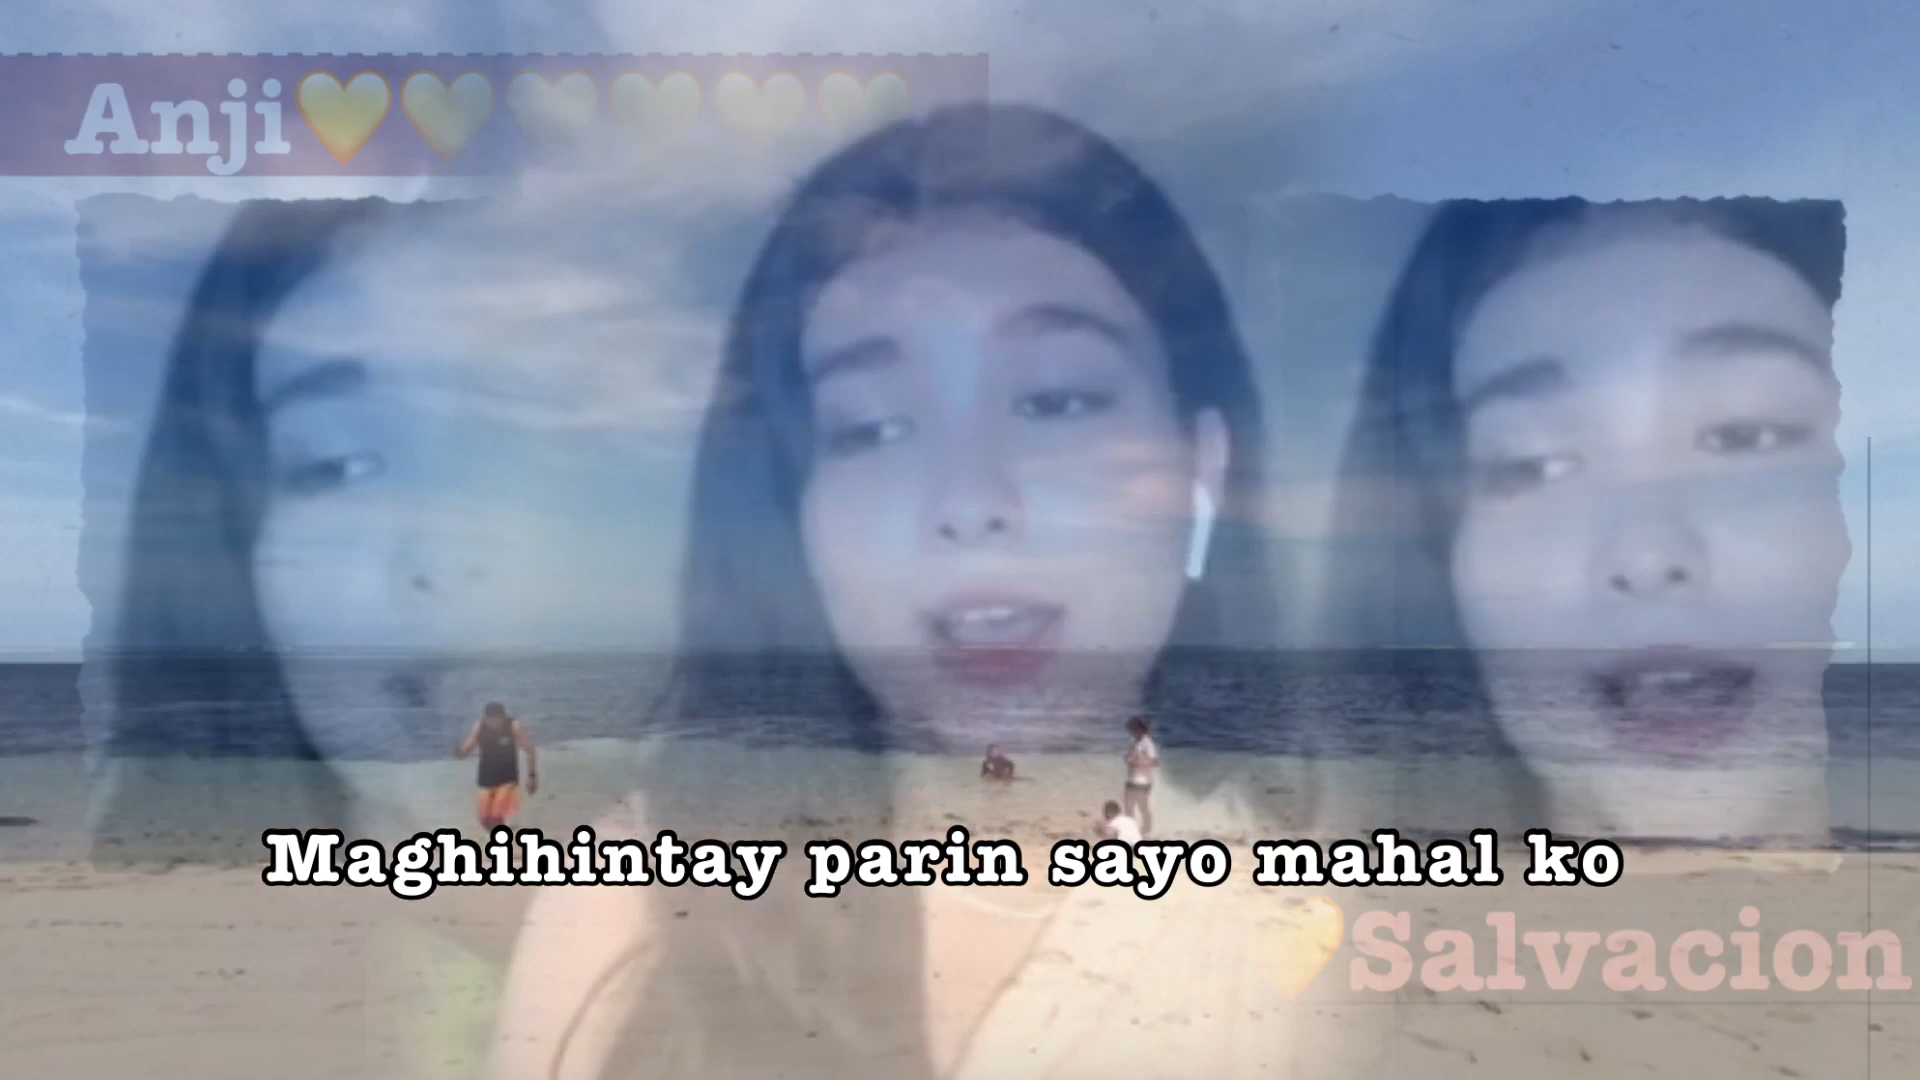 Anji💛💛💛💛💛💛
Maghihintay parin sayo mahal ko
💛Salvacion